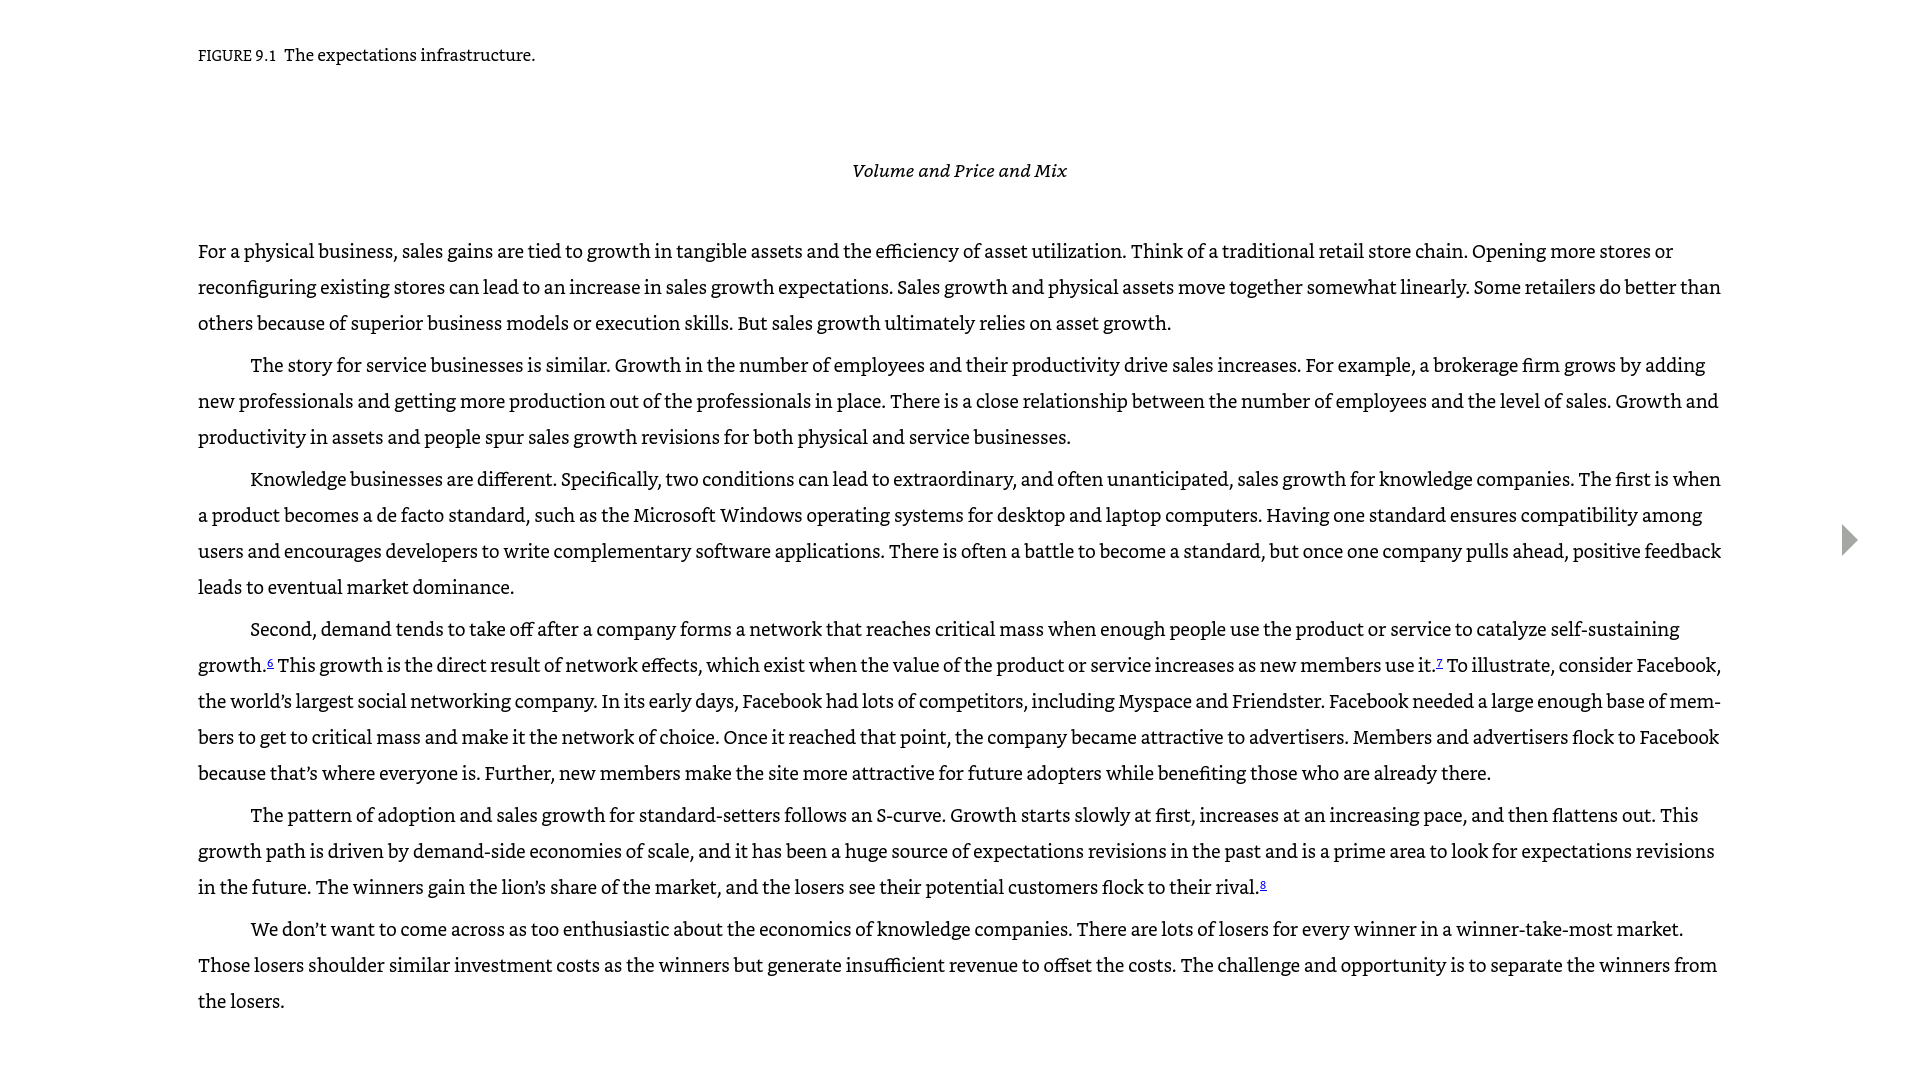 FIGURE 9.1 The expectations infrastructure.
Volume and Price and Mix
For a physical business, sales gains are tied to growth in tangible assets and the efficiency of asset utilization. Think of a traditional retail store chain. Opening more stores or
reconfiguring existing stores can lead to an increase in sales growth expectations. Sales growth and physical assets move together somewhat linearly. Some retailers do better than
others because of superior business models or execution skills. But sales growth ultimately relies on asset growth.
The story for service businesses is similar. Growth in the number of employees and their productivity drive sales increases. For example, a brokerage firm grows by adding
new professionals and getting more production out of the professionals in place. There is a close relationship between the number of employees and the level of sales. Growth and
productivity in assets and people spur sales growth revisions for both physical and service businesses.
Knowledge businesses are different. Specifically, two conditions can lead to extraordinary, and often unanticipated, sales growth for knowledge companies. The first is when
a product becomes a de facto standard, such as the Microsoft Windows operating systems for desktop and laptop computers. Having one standard ensures compatibility among
users and encourages developers to write complementary software applications. There is often a battle to become a standard, but once one company pulls ahead, positive feedback
leads to eventual market dominance.
Second, demand tends to take off after a company forms a network that reaches critical mass when enough people use the product or service to catalyze self-sustaining
growth.6 This growth is the direct result of network effects, which exist when the value of the product or service increases as new members use it.7 To illustrate, consider Facebook,
the world’s largest social networking company. In its early days, Facebook had lots of competitors, including Myspace and Friendster. Facebook needed a large enough base of mem-
bers to get to critical mass and make it the network of choice. Once it reached that point, the company became attractive to advertisers. Members and advertisers flock to Facebook
because that’s where everyone is. Further, new members make the site more attractive for future adopters while benefiting those who are already there.
The pattern of adoption and sales growth for standard-setters follows an S-curve. Growth starts slowly at first, increases at an increasing pace, and then flattens out. This
growth path is driven by demand-side economies of scale, and it has been a huge source of expectations revisions in the past and is a prime area to look for expectations revisions
in the future. The winners gain the lion’s share of the market, and the losers see their potential customers flock to their rival.8
We don’t want to come across as too enthusiastic about the economics of knowledge companies. There are lots of losers for every winner in a winner-take-most market.
Those losers shoulder similar investment costs as the winners but generate insufficient revenue to offset the costs. The challenge and opportunity is to separate the winners from
the losers.